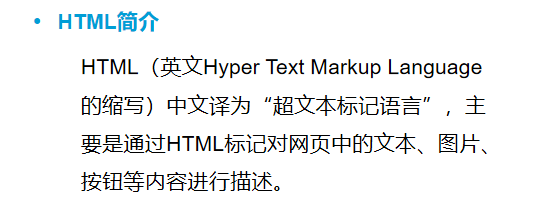 • HTML简介
HTML（英文Hyper Text Markup Language
的缩写）中文译为“超文本标记语言”，主
要是通过HTML标记对网页中的文本、图片、
按钮等内容进行描述。